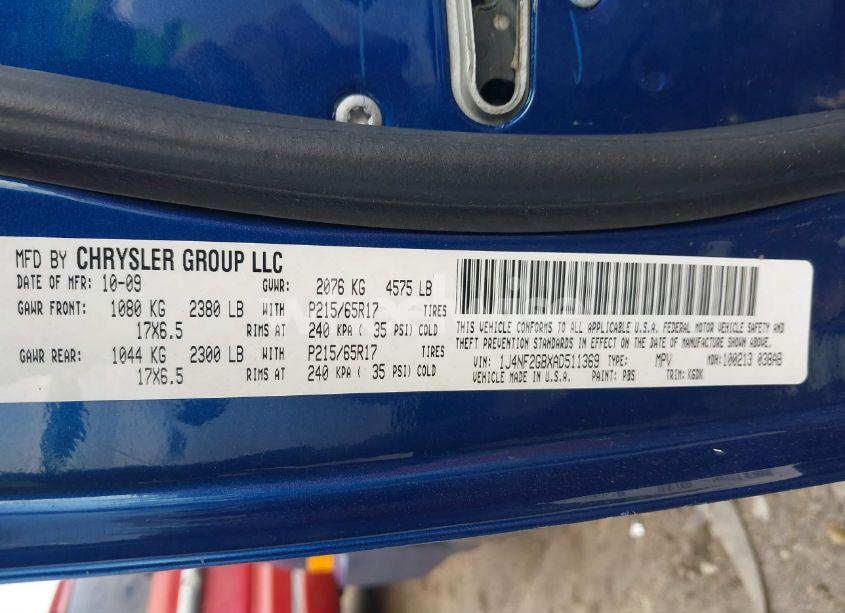 MFD BY CHRYSLER GROUP LLC
DATE OF MFR: 10-09 GVWR: 2076 KG 4575 LB
GAWR FRONT: 1080 KG 2380 LB WITH P215/65R17 TIRES
17X6.5 RIMS AT 240 KPA ( 35 PSI) COLD
GAWR REAR: 1044 KG 2300 LB WITH P215/65R17 TIRES
17X6.5 RIMS AT 240 KPA ( 35 PSI) COLD
THIS VEHICLE CONFORMS TO ALL APPLICABLE U.S.A. FEDERAL MOTOR VEHICLE SAFETY AND
THEFT PREVENTION STANDARDS IN EFFECT ON THE DATE OF MANUFACTURE SHOWN ABOVE.
VIN: 1J4NF2GBXAD511369 TYPE: MPV MDH:100213 038AB
VEHICLE MADE IN U.S.A. PAINT: PBS TRIM: KGDK